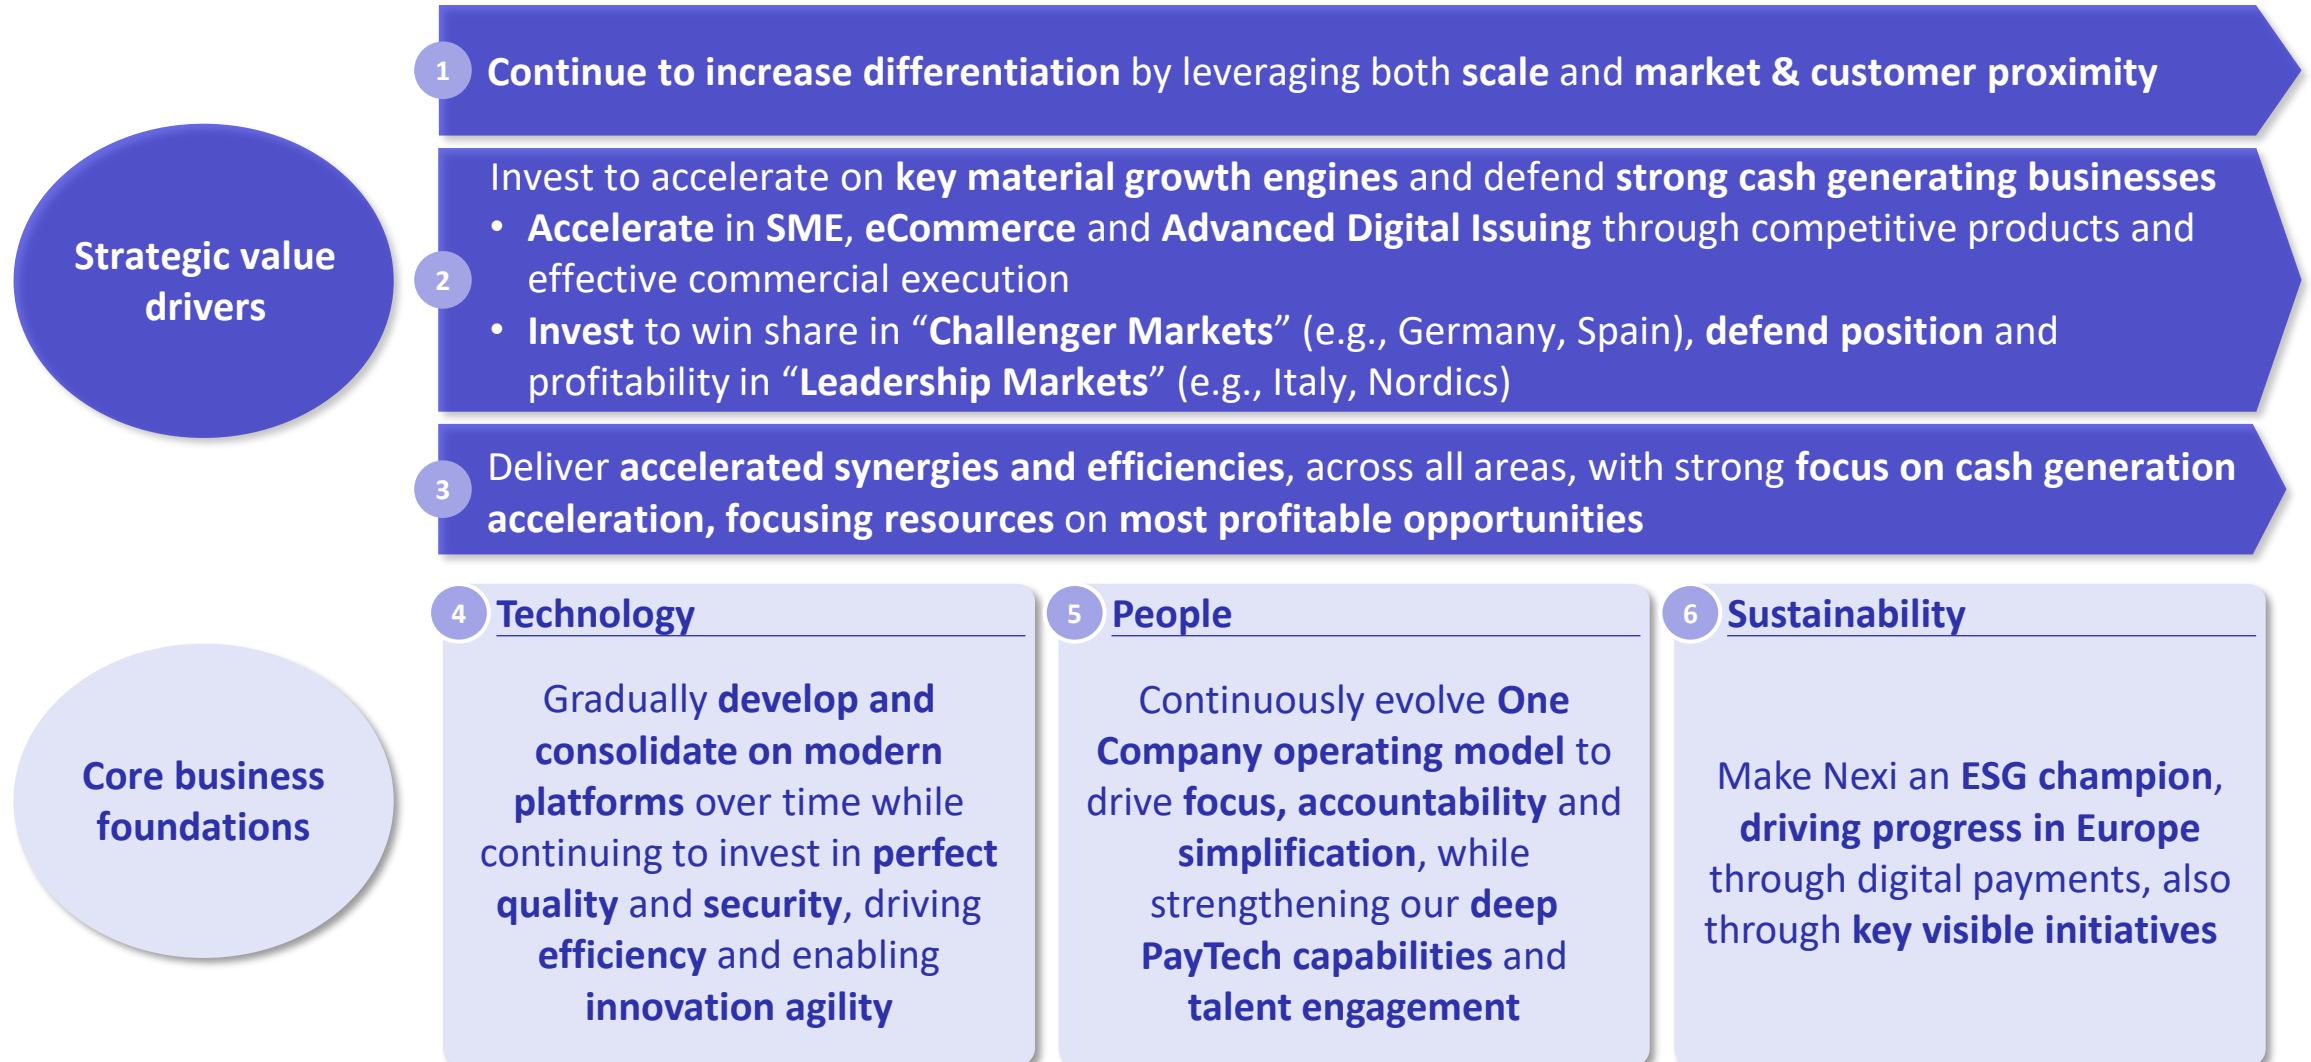 Strategic value
drivers
1
Continue to increase differentiation by leveraging both scale and market & customer proximity
2
Invest to accelerate on key material growth engines and defend strong cash generating businesses
• Accelerate in SME, eCommerce and Advanced Digital Issuing through competitive products and
effective commercial execution
• Invest to win share in “Challenger Markets” (e.g., Germany, Spain), defend position and
profitability in “Leadership Markets” (e.g., Italy, Nordics)
3
Deliver accelerated synergies and efficiencies, across all areas, with strong focus on cash generation
acceleration, focusing resources on most profitable opportunities
Core business
foundations
4 Technology
Gradually develop and
consolidate on modern
platforms over time while
continuing to invest in perfect
quality and security, driving
efficiency and enabling
innovation agility
5 People
Continuously evolve One
Company operating model to
drive focus, accountability and
simplification, while
strengthening our deep
PayTech capabilities and
talent engagement
6 Sustainability
Make Nexi an ESG champion,
driving progress in Europe
through digital payments, also
through key visible initiatives